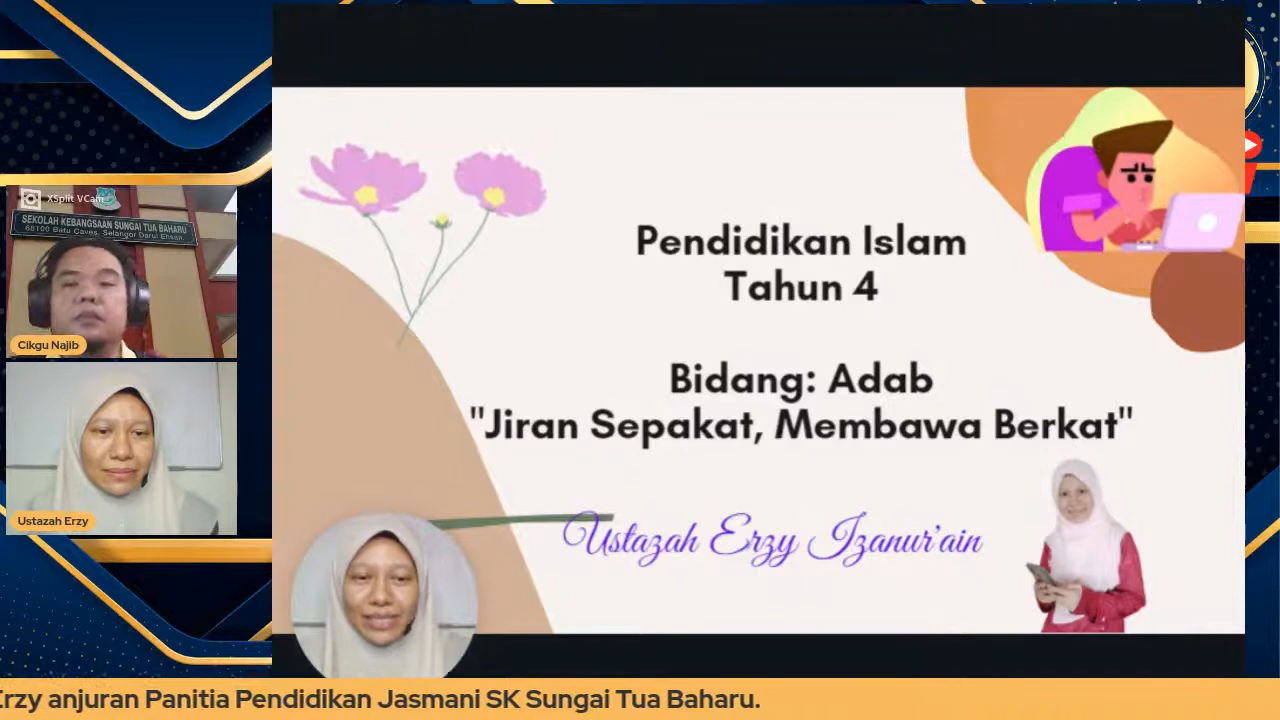 XSplit VCam
SEKOLAH KEBANGSAAN SUNGAI TUA BAHARU
68100 Batu Caves, Selangor Darul Ehsan.
Cikgu Najib
Ustazah Erzy
Pendidikan Islam
Tahun 4
Bidang: Adab
"Jiran Sepakat, Membawa Berkat"
Ustazah Erzy Izanur'ain
Erzy anjuran Panitia Pendidikan Jasmani SK Sungai Tua Baharu.